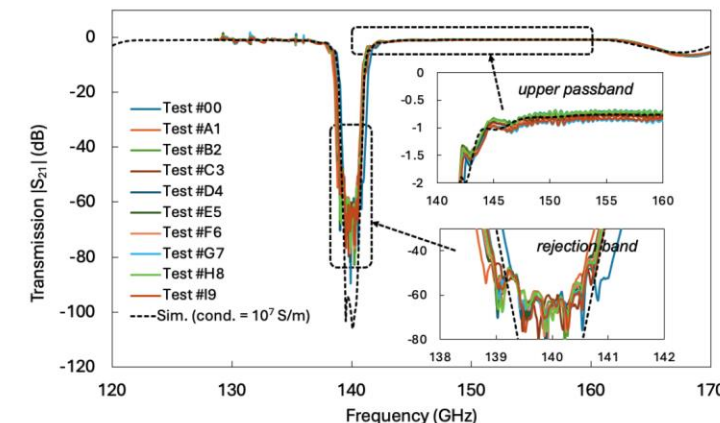 0
-20
-40
-60
-80
-100
-120
Transmission |S21| (dB)
Test #00
Test #A1
Test #B2
Test #C3
Test #D4
Test #E5
Test #F6
Test #G7
Test #H8
Test #I9
Sim. (cond. = 10⁷ S/m)
upper passband
0
-0.5
-1
-1.5
-2
140 145 150 155 160
rejection band
-40
-60
-80
138 139 140 141 142
120 130 140 150 160 170
Frequency (GHz)